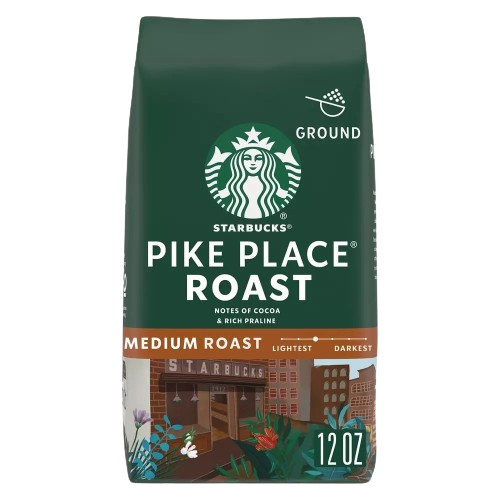 GROUND
STARBUCKS®
PIKE PLACE®
ROAST
NOTES OF COCOA
& RICH PRALINE
MEDIUM ROAST
LIGHTEST DARKEST
STARBUCKS
12 OZ